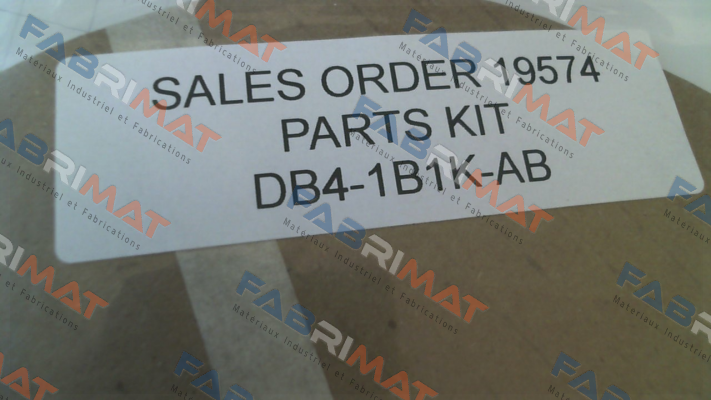 SALES ORDER 19574
PARTS KIT
DB4-1B1K-AB
FABRIMAT
Materiaux Industriel et Fabrications